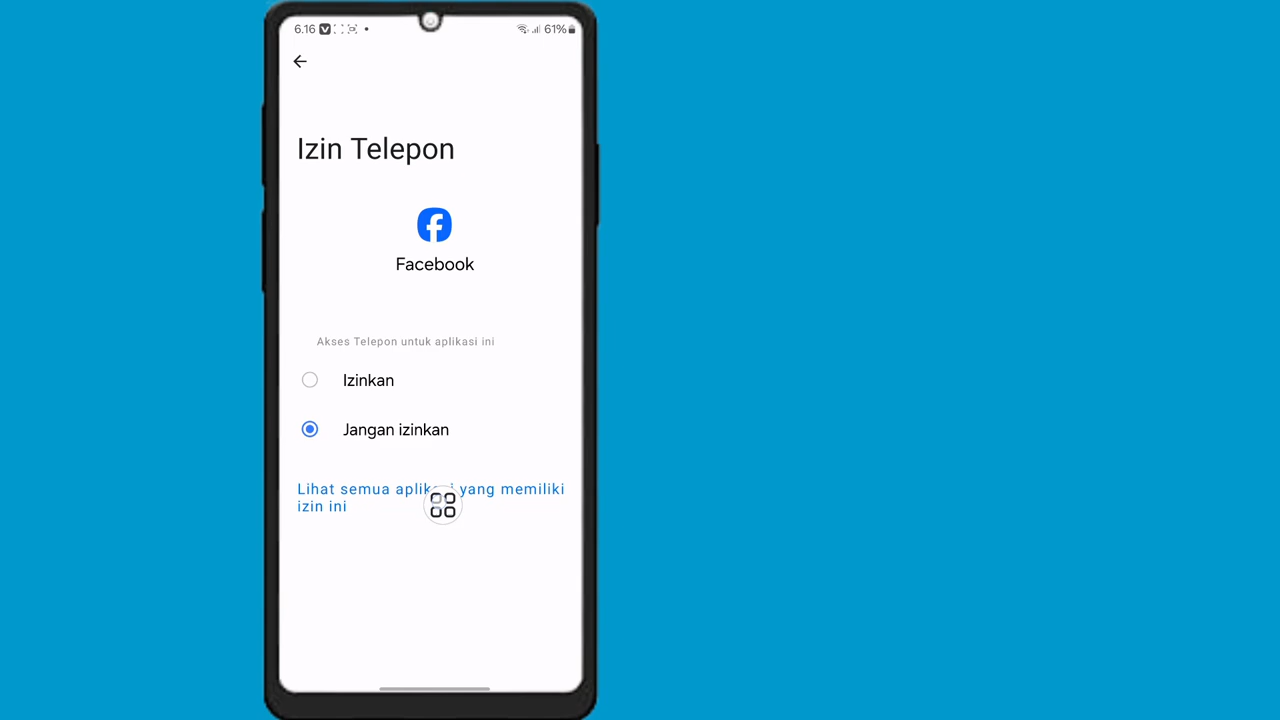 6.16
61%
Izin Telepon
Facebook
Akses Telepon untuk aplikasi ini
Izinkan
Jangan izinkan
Lihat semua yang memiliki
izin ini